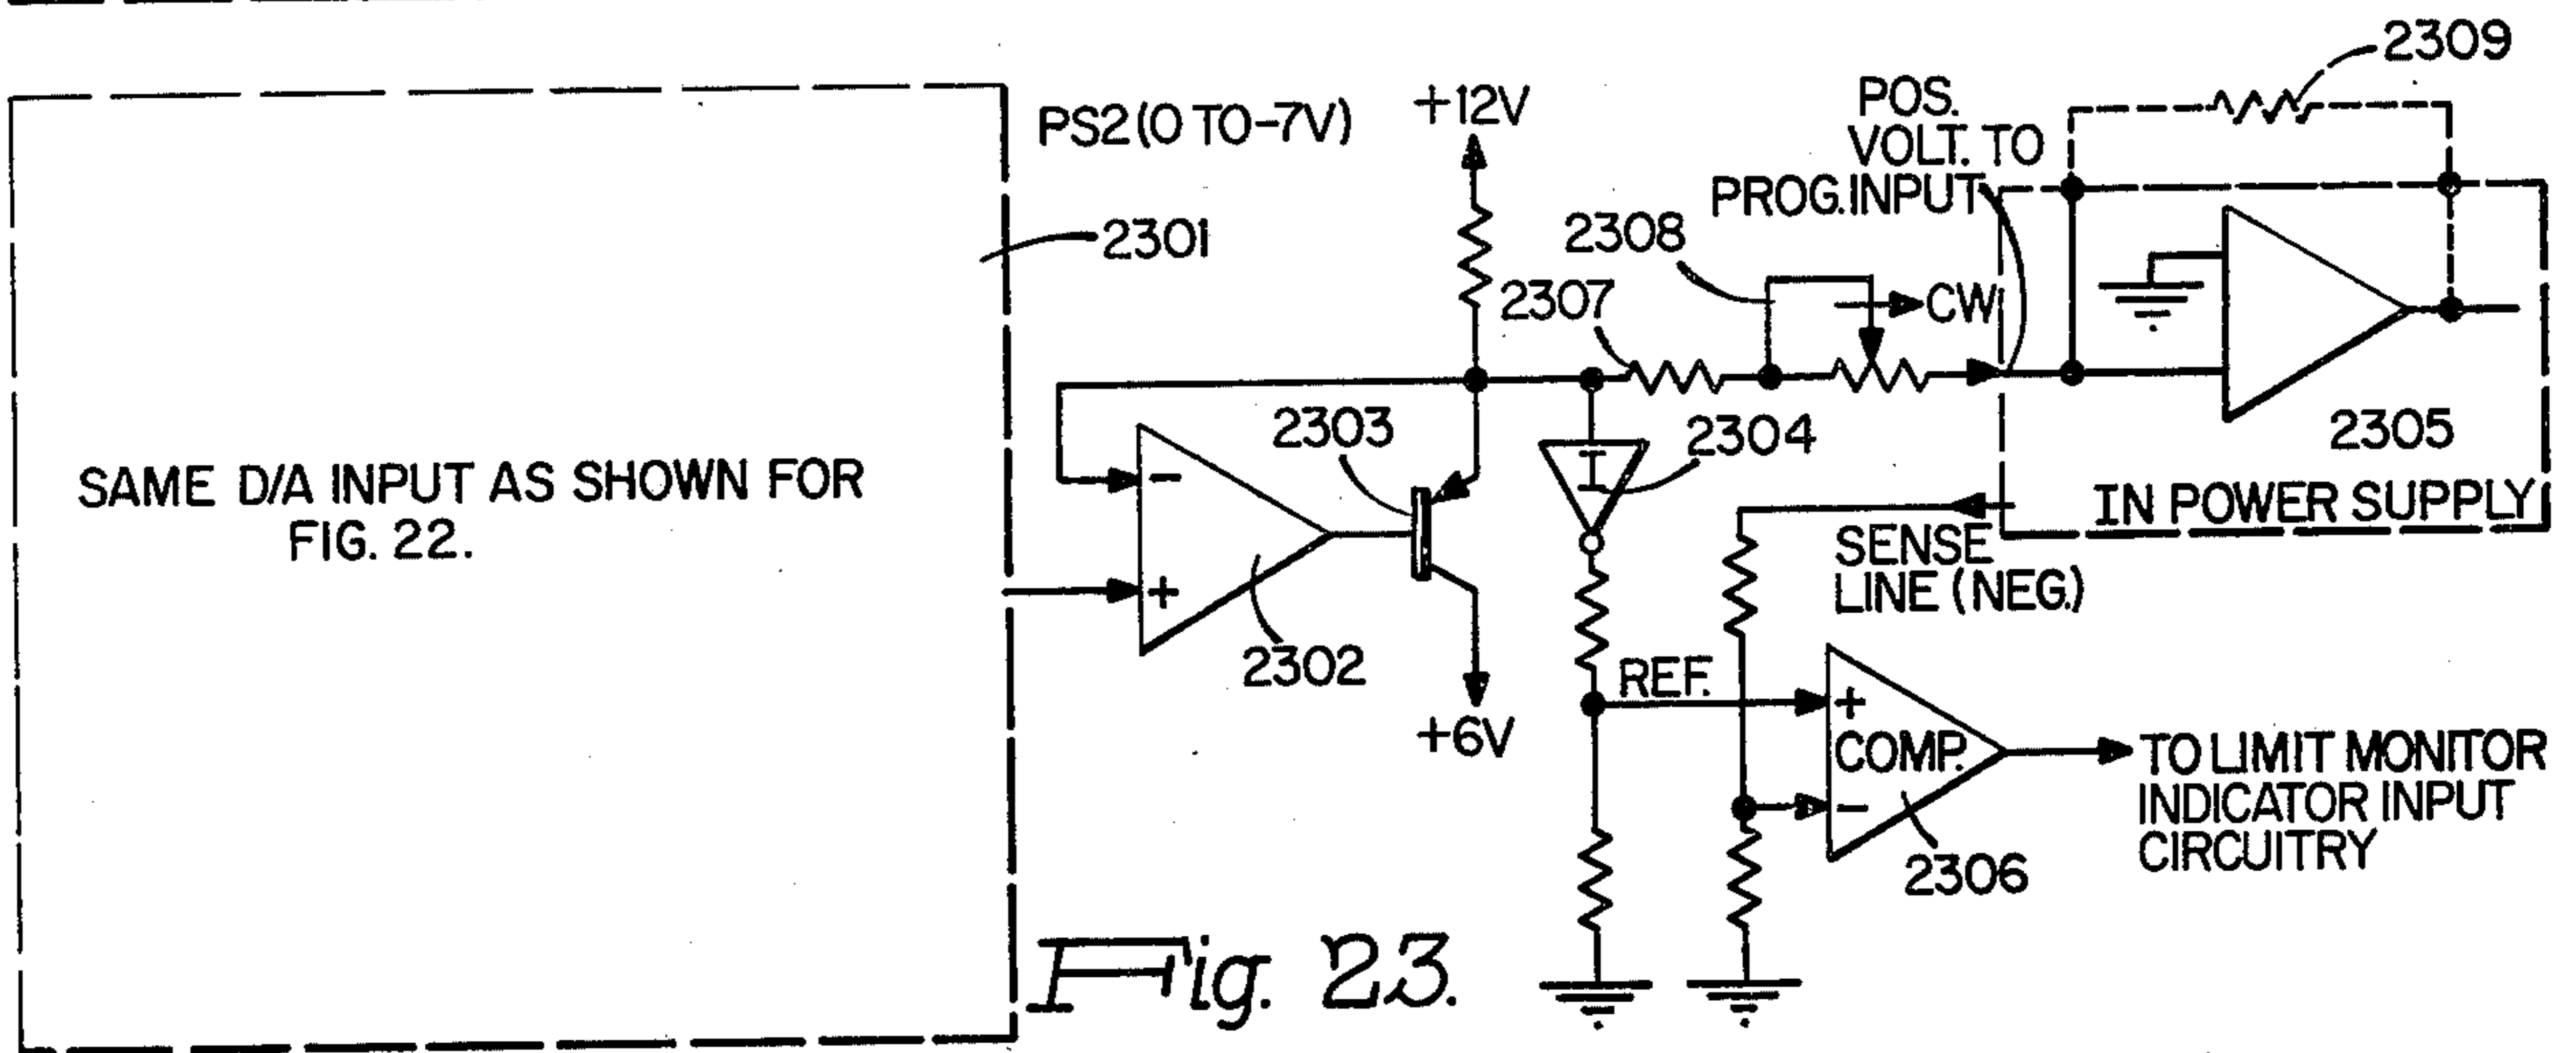 2309
PS2(0 TO-7V)
+12V
POS.
VOLT. TO
PROG.INPUT
2301
2308
2307
CW
2303
2304
2305
SAME D/A INPUT AS SHOWN FOR
FIG. 22.
-
+
I
IN POWER SUPPLY
SENSE
LINE (NEG.)
2302
REF.
+6V
+
COMP.
-
TO LIMIT MONITOR
INDICATOR INPUT
CIRCUITRY
2306
Fig. 23.